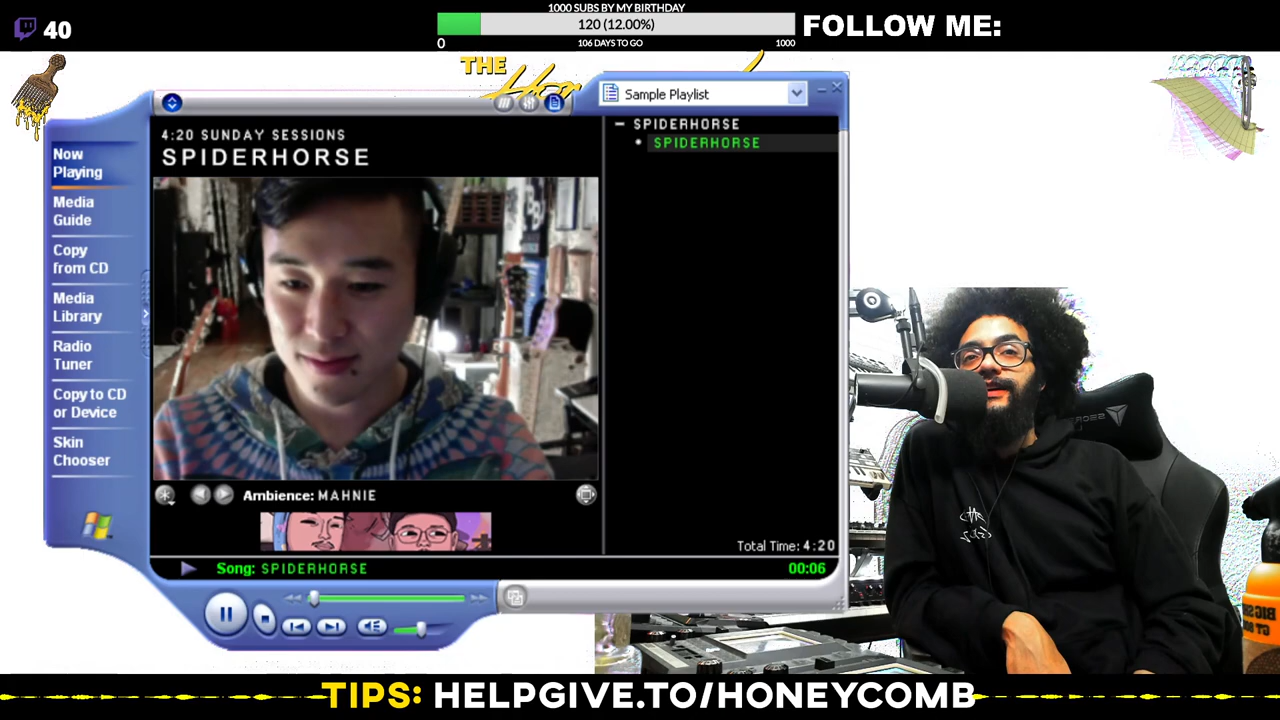 40
1000 SUBS BY MY BIRTHDAY
120 (12.00%)
0
106 DAYS TO GO
1000
FOLLOW ME:
THE
Sample Playlist
4:20 SUNDAY SESSIONS
SPIDERHORSE
SPIDERHORSE
SPIDERHORSE
Now
Playing
Media
Guide
Copy
from CD
Media
Library
Radio
Tuner
Copy to CD
or Device
Skin
Chooser
Ambience: MAHNIE
Total Time: 4:20
Song: SPIDERHORSE
00:06
TIPS: HELPGIVE.TO/HONEYCOMB